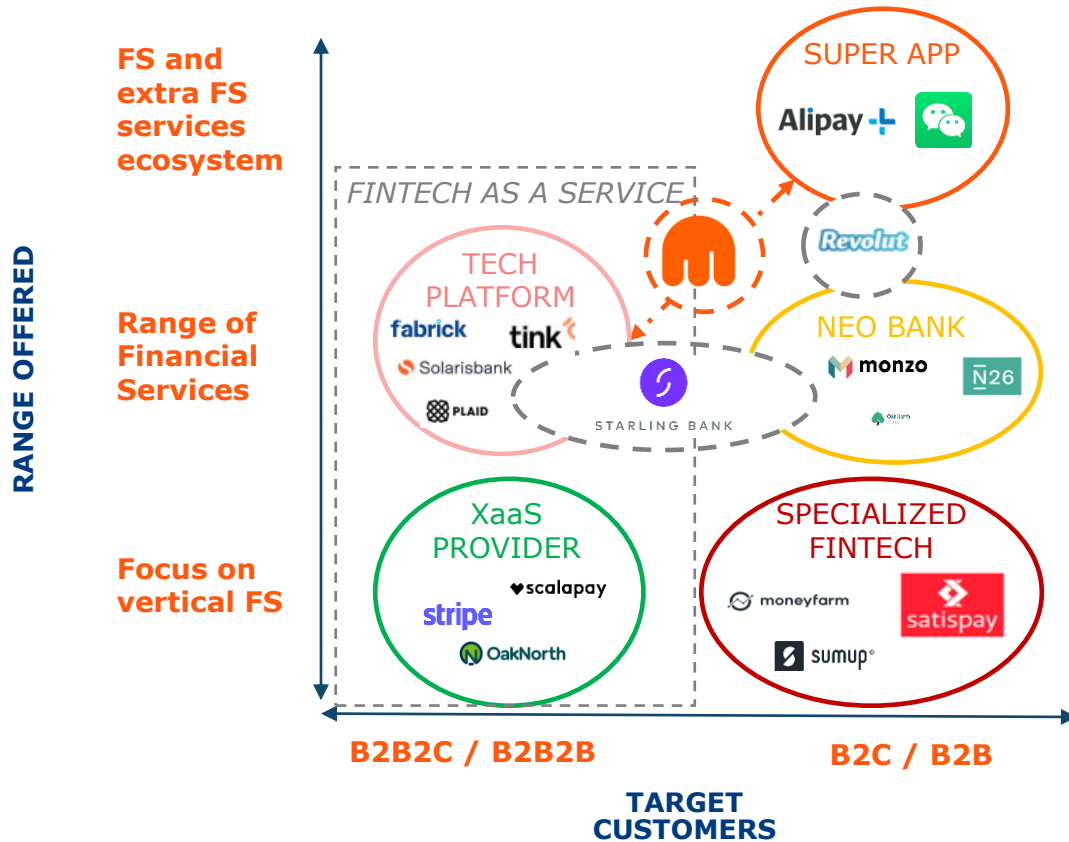 FS and
extra FS
services
ecosystem
SUPER APP
Alipay
FINTECH AS A SERVICE
Revolut
TECH
PLATFORM
fabrick
tink
Solarisbank
PLAID
RANGE OFFERED
Range of
Financial
Services
NEO BANK
monzo
N26
OakNorth
STARLING BANK
XaaS
PROVIDER
scalapay
stripe
OakNorth
SPECIALIZED
FINTECH
moneyfarm
satispay
sumup
Focus on
vertical FS
B2B2C / B2B2B
B2C / B2B
TARGET
CUSTOMERS